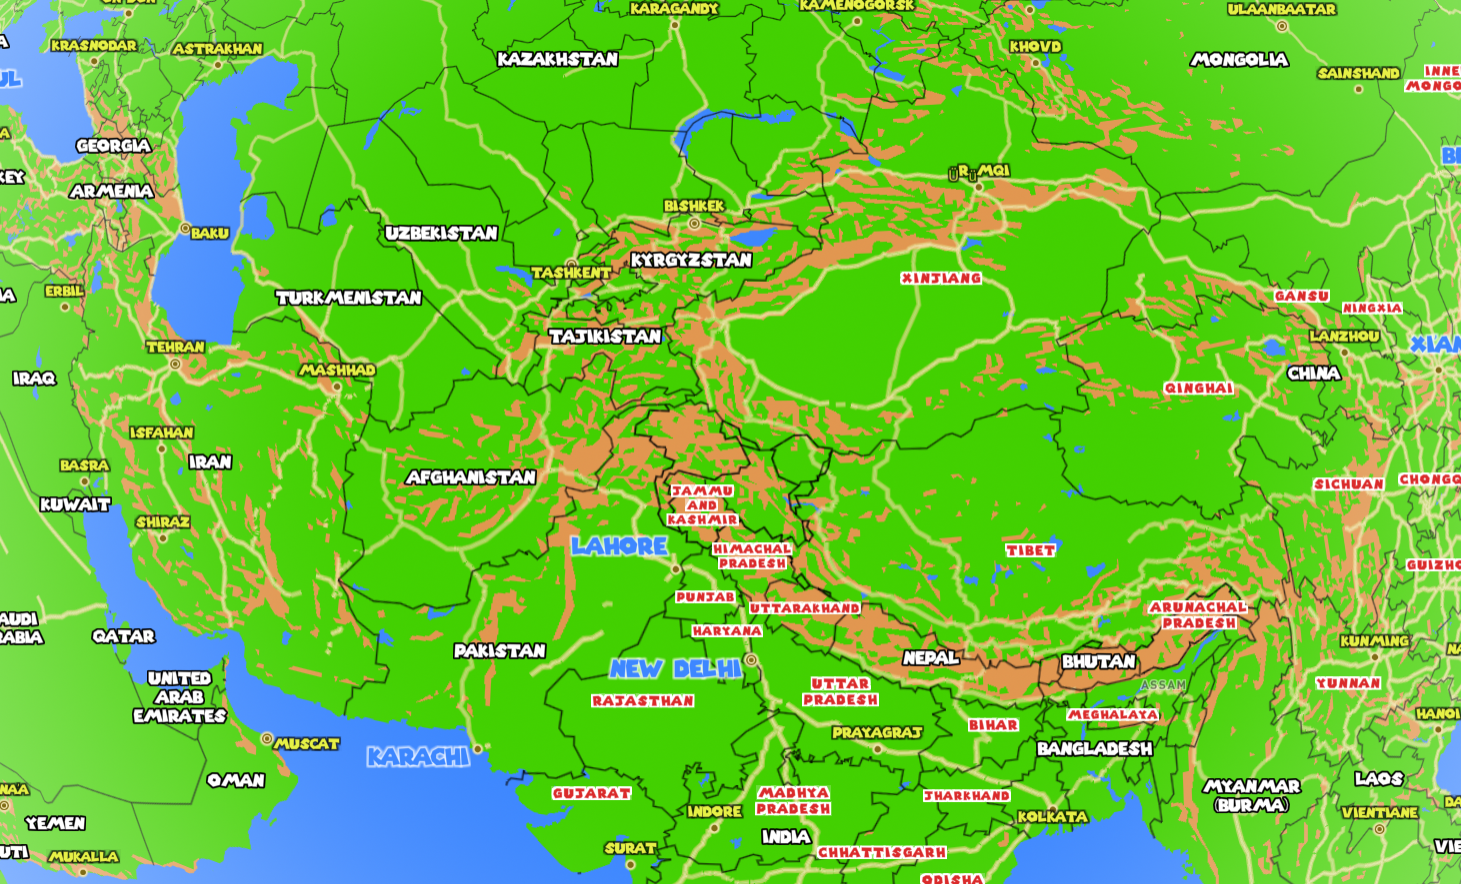 KARAGANDY
ULAANBAATAR
KRASNODAR
ASTRAKHAN
KHOVD
KAZAKHSTAN
MONGOLIA
SAINSHAND
GEORGIA
ÜRÜMQI
ARMENIA
BISHKEK
BAKU
UZBEKISTAN
KYRGYZSTAN
TASHKENT
XINJIANG
ERBIL
TURKMENISTAN
GANSU
NINGXIA
TAJIKISTAN
LANZHOU
TEHRAN
MASHHAD
IRAQ
CHINA
QINGHAI
ISFAHAN
IRAN
BASRA
AFGHANISTAN
SICHUAN
KUWAIT
JAMMU
AND
KASHMIR
SHIRAZ
LAHORE
HIMACHAL
PRADESH
TIBET
PUNJAB
UTTARAKHAND
ARUNACHAL
PRADESH
QATAR
HARYANA
KUNMING
PAKISTAN
NEPAL
BHUTAN
NEW DELHI
UNITED
ARAB
EMIRATES
ASSAM
UTTAR
PRADESH
YUNNAN
RAJASTHAN
MEGHALAYA
HANOI
BIHAR
PRAYAGRAJ
MUSCAT
BANGLADESH
KARACHI
OMAN
LAOS
MYANMAR
(BURMA)
GUJARAT
MADHYA
PRADESH
JHARKHAND
INDORE
VIENTIANE
KOLKATA
YEMEN
INDIA
SURAT
CHHATTISGARH
MUKALLA
ODISHA